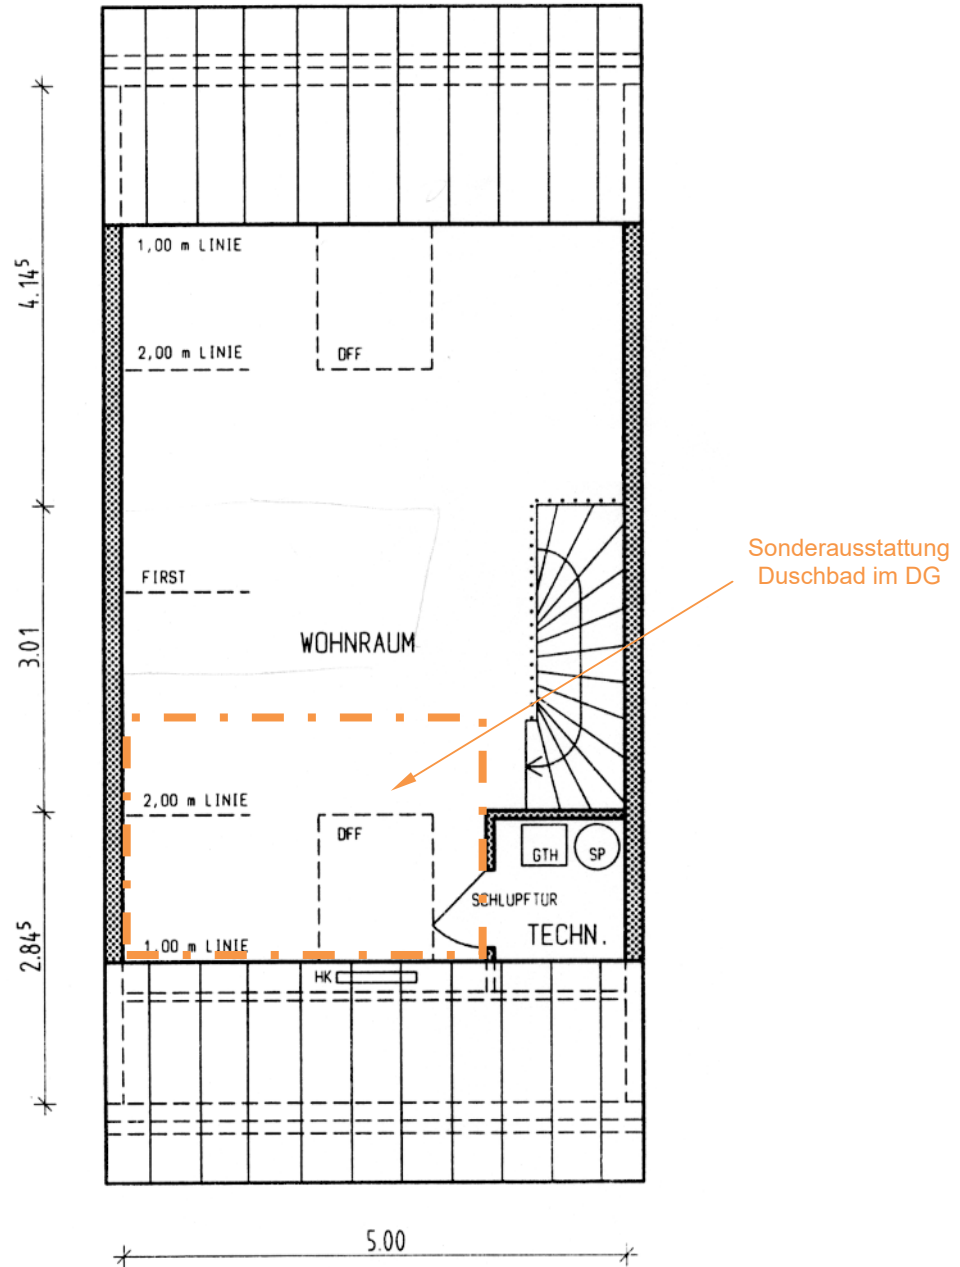 1,00 m LINIE
4.14⁵
2,00 m LINIE
DFF
Sonderausstattung
Duschbad im DG
FIRST
3.01
WOHNRAUM
2,00 m LINIE
DFF
GTH
SP
SCHLUPFTUR
TECHN.
2.84⁵
1,00 m LINIE
HK
5.00